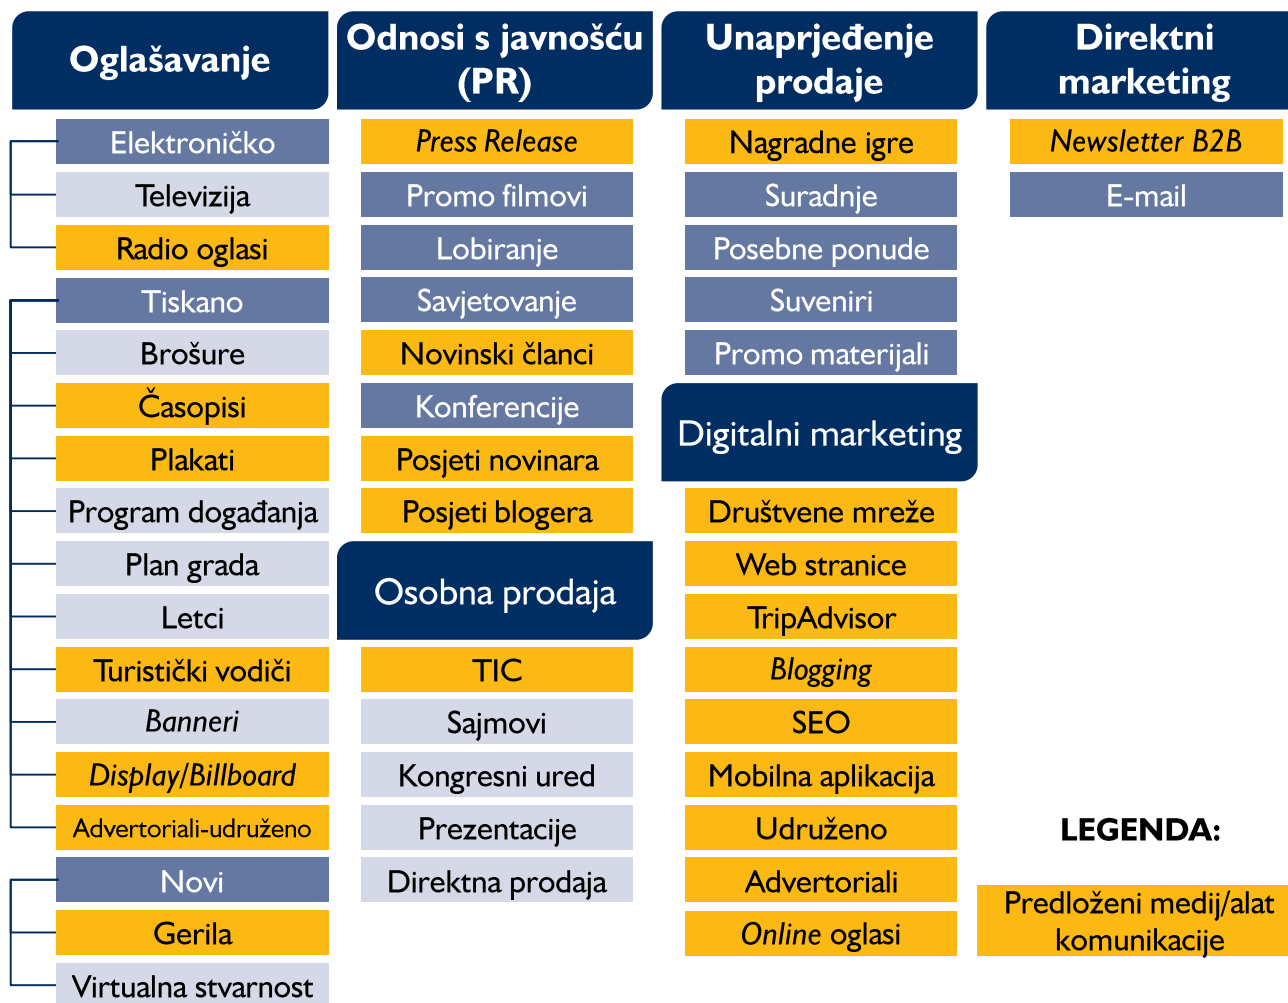 Oglašavanje
Elektroničko
Televizija
Radio oglasi
Tiskano
Brošure
Časopisi
Plakati
Program događanja
Plan grada
Letci
Turistički vodiči
Banneri
Display/Billboard
Advertoriali-udruženo
Novi
Gerila
Virtualna stvarnost
Odnosi s javnošću
(PR)
Press Release
Promo filmovi
Lobiranje
Savjetovanje
Novinski članci
Konferencije
Posjeti novinara
Posjeti blogera
Osobna prodaja
TIC
Sajmovi
Kongresni ured
Prezentacije
Direktna prodaja
Unaprjeđenje
prodaje
Nagradne igre
Suradnje
Posebne ponude
Suveniri
Promo materijali
Digitalni marketing
Društvene mreže
Web stranice
TripAdvisor
Blogging
SEO
Mobilna aplikacija
Udruženo
Advertoriali
Online oglasi
Direktni
marketing
Newsletter B2B
E-mail
LEGENDA:
Predloženi medij/alat
komunikacije